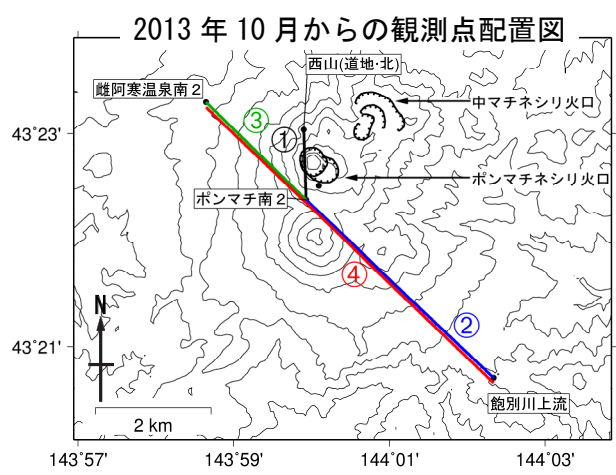 2013 年 10 月からの観測点配置図
西山(道地・北)
雌阿寒温泉南2
中マチネシリ火口
③
①
43°23'
ポンマチネシリ火口
ポンマチ南2
④
②
N
43°21'
飽別川上流
2 km
143°57' 143°59' 144°01' 144°03'